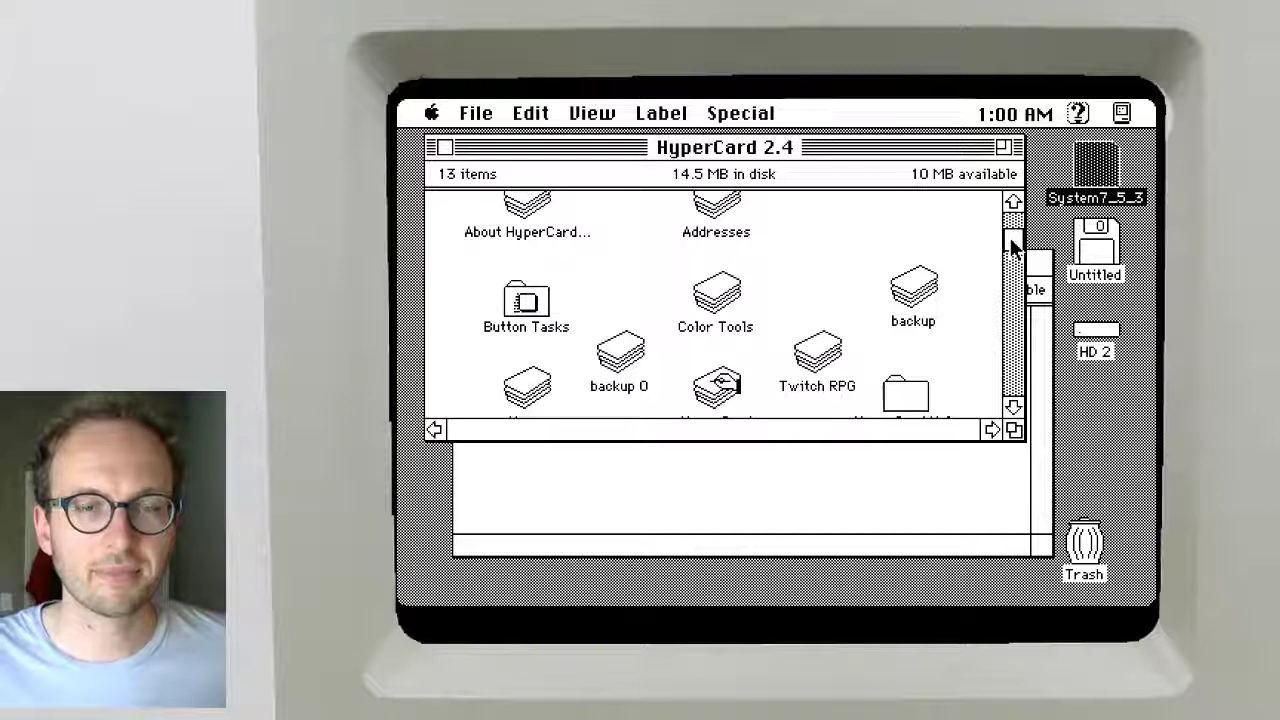 File Edit View Label Special 1:00 AM
HyperCard 2.4
13 items 14.5 MB in disk 10 MB available
System7_5_3
About HyperCard... Addresses
0
Untitled
ble
Button Tasks Color Tools backup
HD 2
backup 0 Twitch RPG
Trash